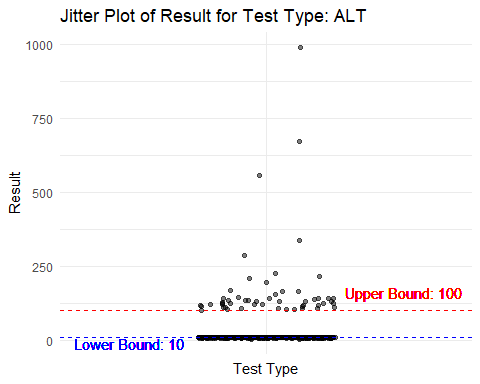 Jitter Plot of Result for Test Type: ALT
1000
750
500
250
0
Result
Upper Bound: 100
Lower Bound: 10
Test Type